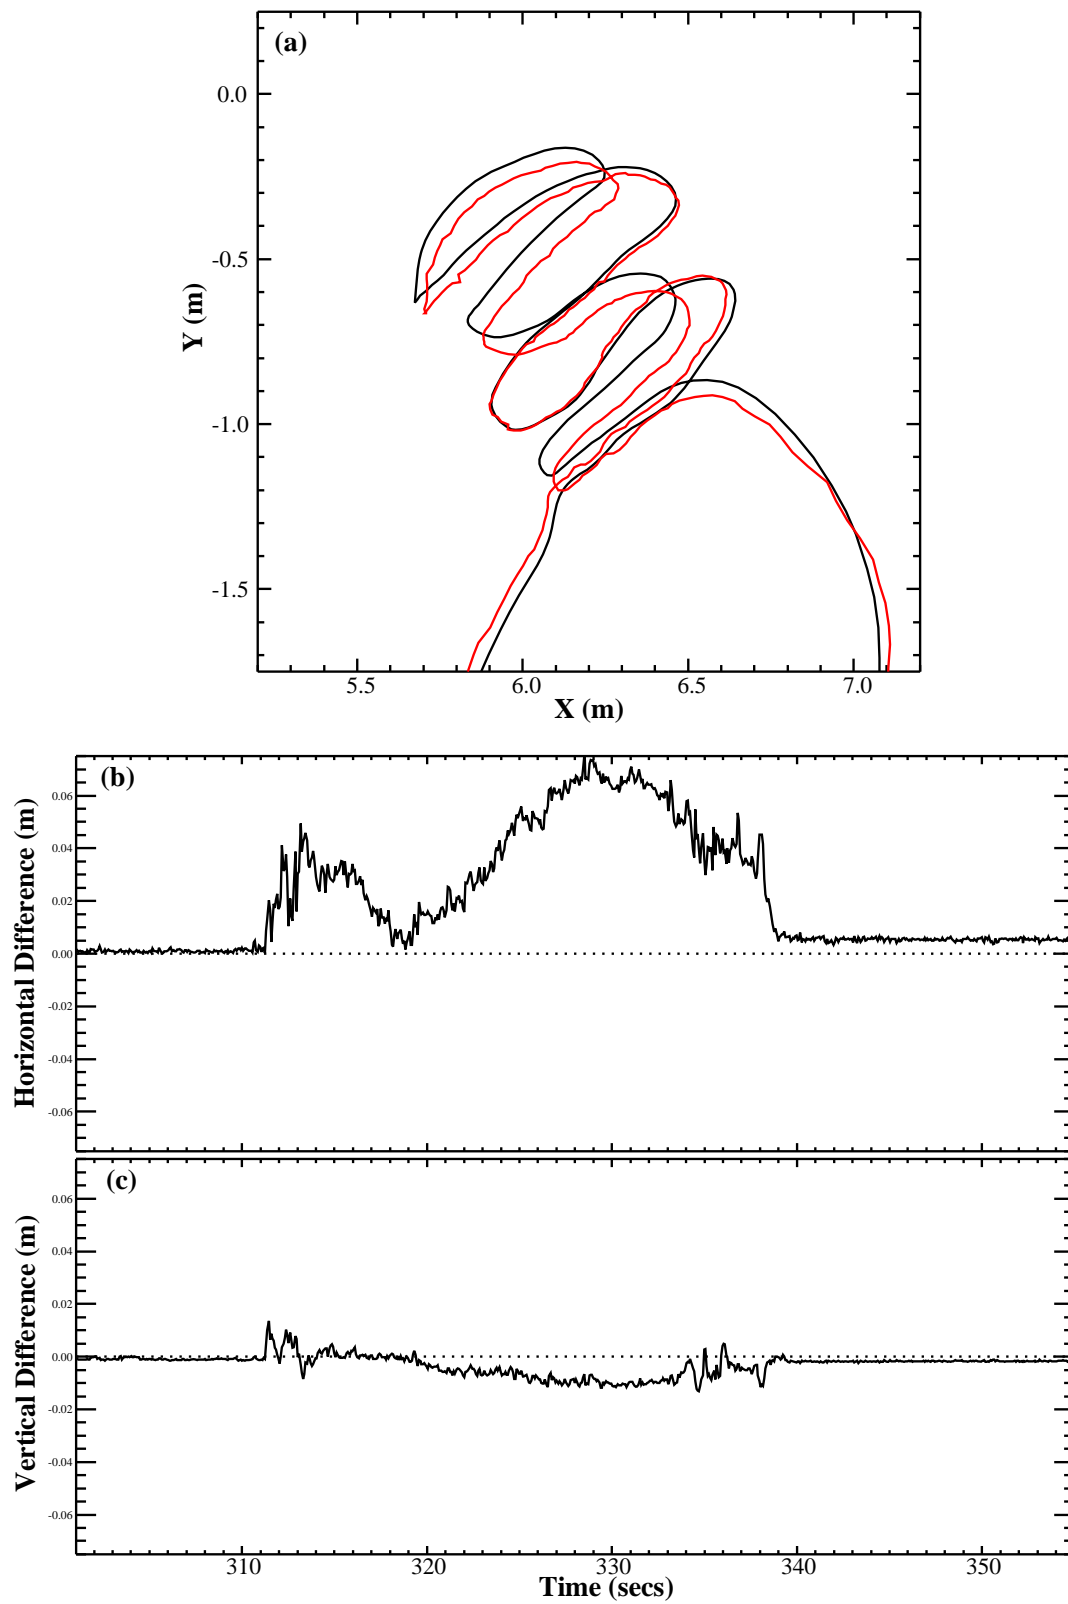 (a)
0.0
-0.5
-1.0
-1.5
Y (m)
5.5 6.0 6.5 7.0
X (m)
(b)
0.06
0.04
0.02
0.00
-0.02
-0.04
-0.06
Horizontal Difference (m)
(c)
0.06
0.04
0.02
0.00
-0.02
-0.04
-0.06
Vertical Difference (m)
310 320 330 340 350
Time (secs)